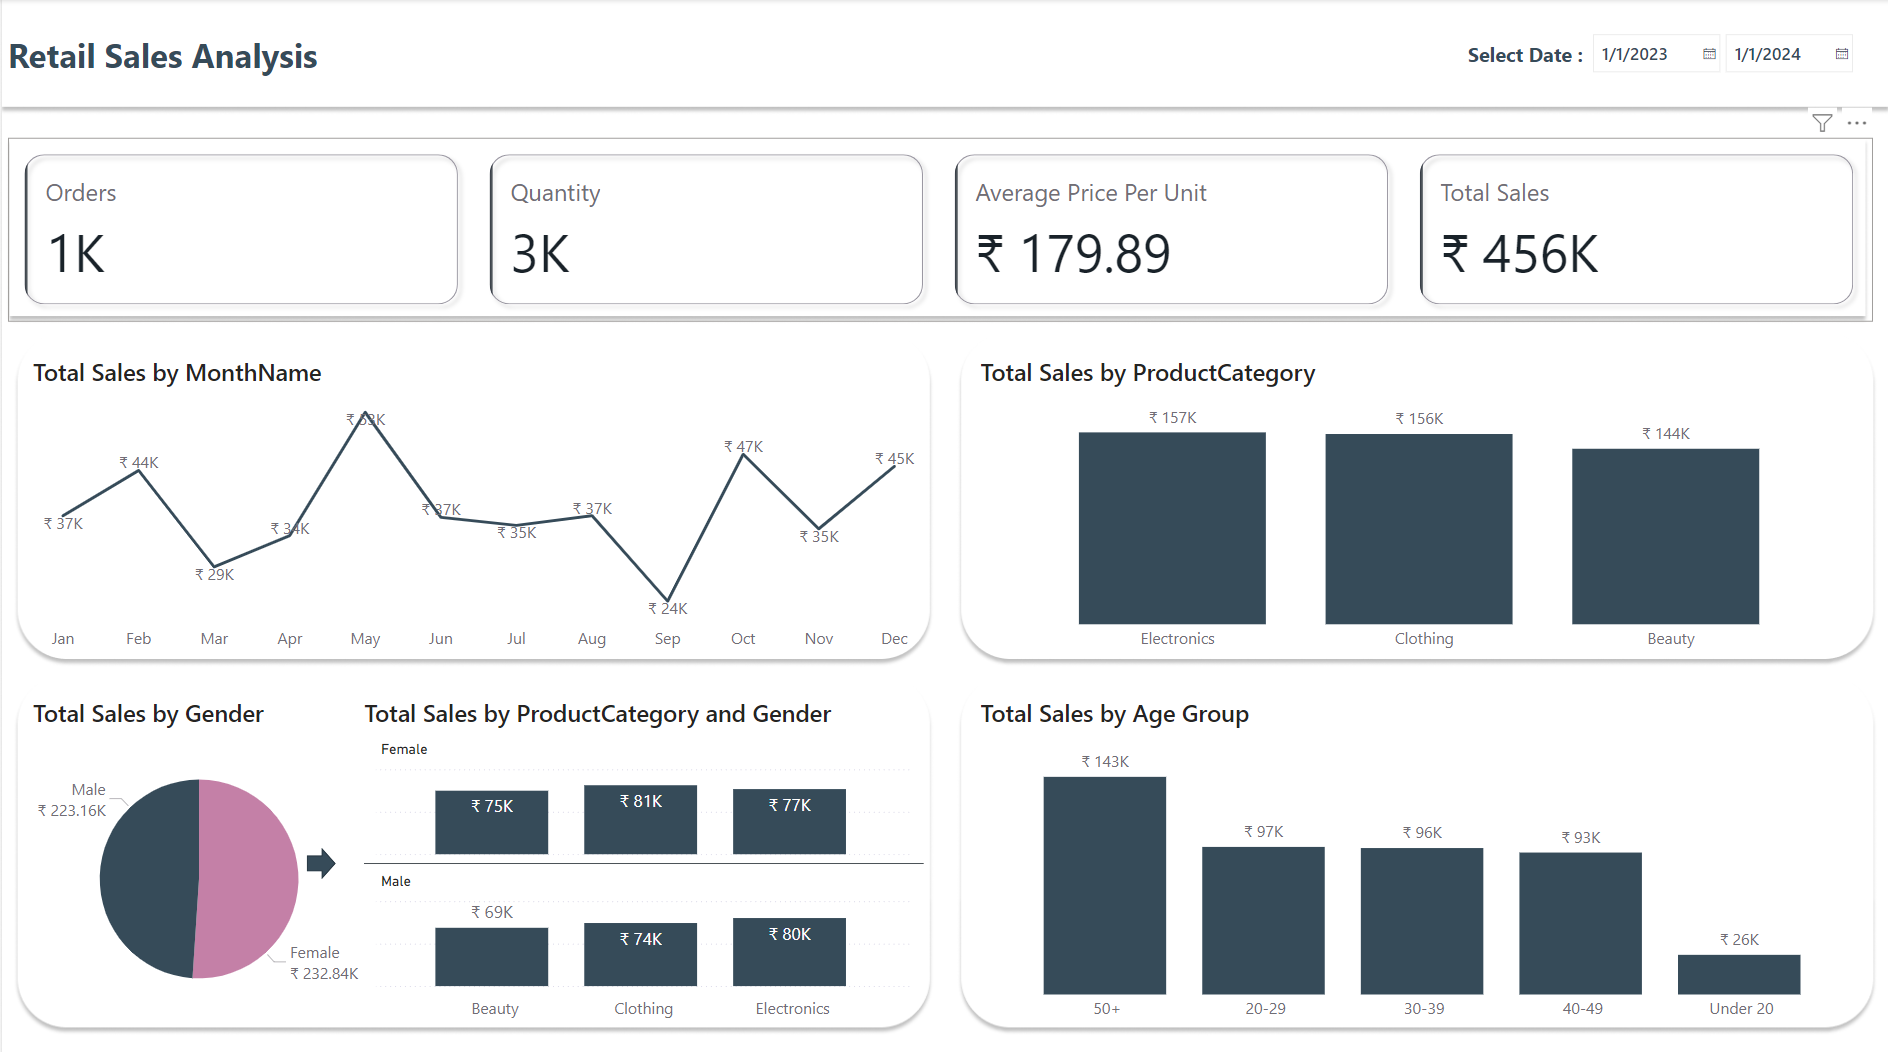 Retail Sales Analysis
Select Date : 1/1/2023 1/1/2024
Orders
1K
Quantity
3K
Average Price Per Unit
₹ 179.89
Total Sales
₹ 456K
Total Sales by MonthName
₹ 37K
₹ 44K
₹ 29K
₹ 34K
₹ 53K
₹ 37K
₹ 35K
₹ 37K
₹ 24K
₹ 47K
₹ 35K
₹ 45K
Jan Feb Mar Apr May Jun Jul Aug Sep Oct Nov Dec
Total Sales by ProductCategory
₹ 157K
₹ 156K
₹ 144K
Electronics Clothing Beauty
Total Sales by Gender
Male
₹ 223.16K
Female
₹ 232.84K
Total Sales by ProductCategory and Gender
Female
₹ 75K ₹ 81K ₹ 77K
Male
₹ 69K ₹ 74K ₹ 80K
Beauty Clothing Electronics
Total Sales by Age Group
₹ 143K
₹ 97K
₹ 96K
₹ 93K
₹ 26K
50+ 20-29 30-39 40-49 Under 20